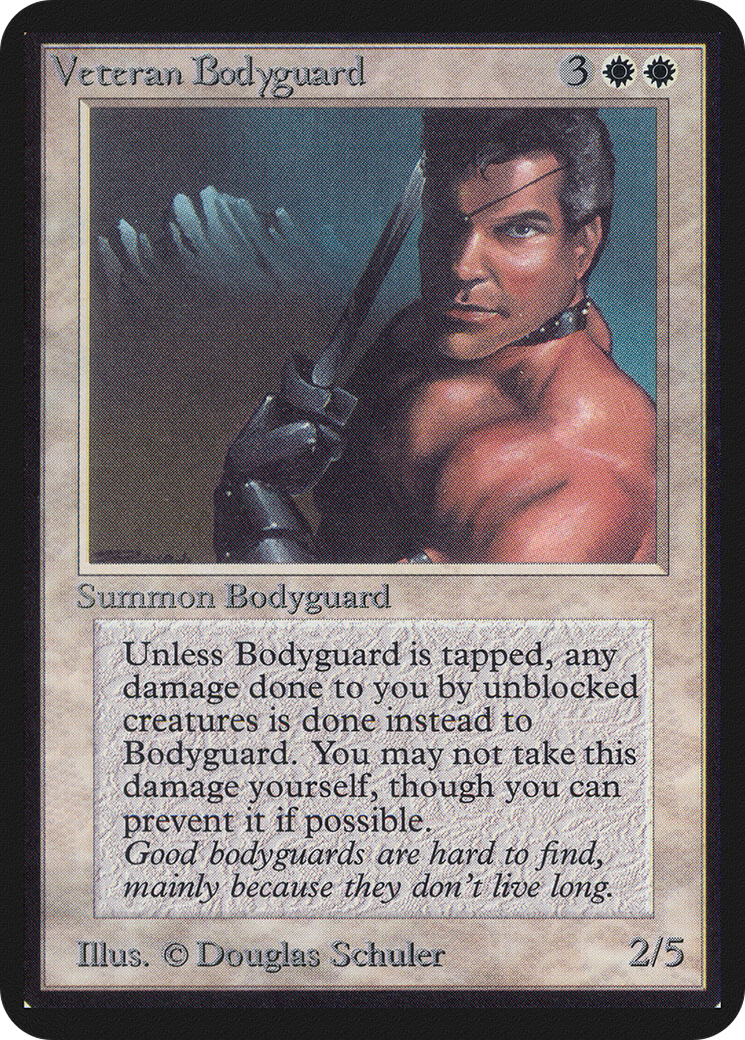 Veteran Bodyguard 3
Summon Bodyguard
Unless Bodyguard is tapped, any
damage done to you by unblocked
creatures is done instead to
Bodyguard. You may not take this
damage yourself, though you can
prevent it if possible.
Good bodyguards are hard to find,
mainly because they don't live long.
Illus. © Douglas Schuler 2/5